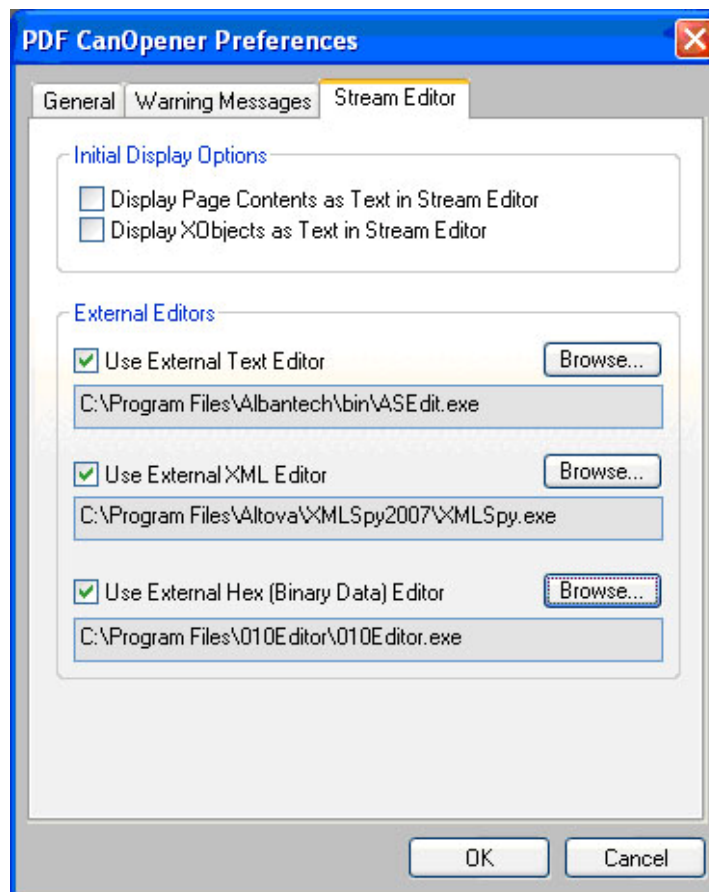 PDF CanOpener Preferences
General Warning Messages Stream Editor
Initial Display Options
Display Page Contents as Text in Stream Editor
Display XObjects as Text in Stream Editor
External Editors
Use External Text Editor Browse...
C:\Program Files\Albantech\bin\ASEdit.exe
Use External XML Editor Browse...
C:\Program Files\Altova\XMLSpy2007\XMLSpy.exe
Use External Hex (Binary Data) Editor Browse...
C:\Program Files\010Editor\010Editor.exe
OK Cancel